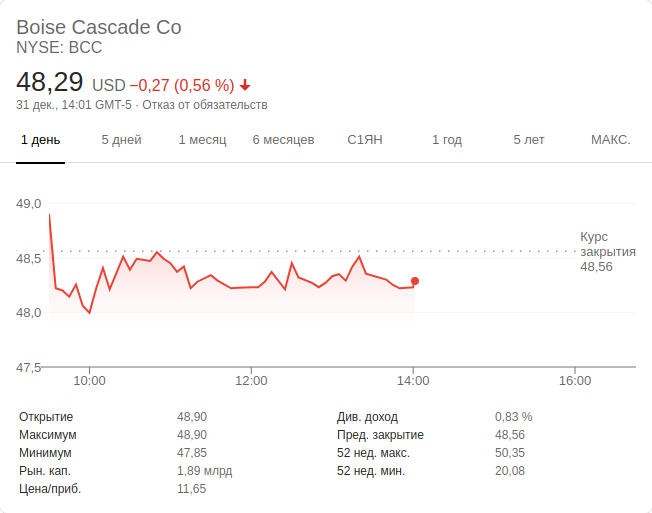 Boise Cascade Co
NYSE: BCC
48,29 USD −0,27 (0,56 %)
31 дек., 14:01 GMT-5 · Отказ от обязательств
1 день 5 дней 1 месяц 6 месяцев С1ЯН 1 год 5 лет МАКС.
49,0
48,5
48,0
47,5
Курс
закрытия
48,56
10:00 12:00 14:00 16:00
Открытие 48,90 Див. доход 0,83 %
Максимум 48,90 Пред. закрытие 48,56
Минимум 47,85 52 нед. макс. 50,35
Рын. кап. 1,89 млрд 52 нед. мин. 20,08
Цена/приб. 11,65